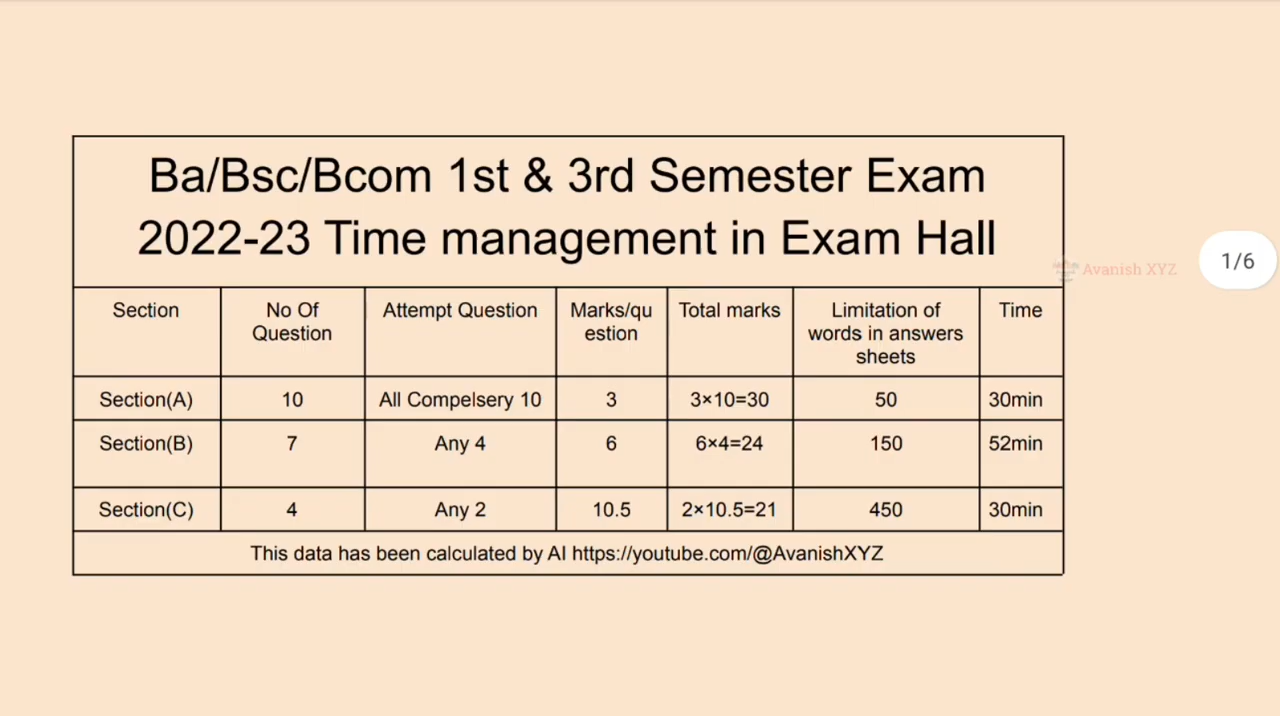 Ba/Bsc/Bcom 1st & 3rd Semester Exam
2022-23 Time management in Exam Hall
Avanish XYZ
1/6
Section No Of Question Attempt Question Marks/qu estion Total marks Limitation of words in answers sheets Time
Section(A) 10 All Compelsery 10 3 3×10=30 50 30min
Section(B) 7 Any 4 6 6×4=24 150 52min
Section(C) 4 Any 2 10.5 2×10.5=21 450 30min
This data has been calculated by AI https://youtube.com/@AvanishXYZ